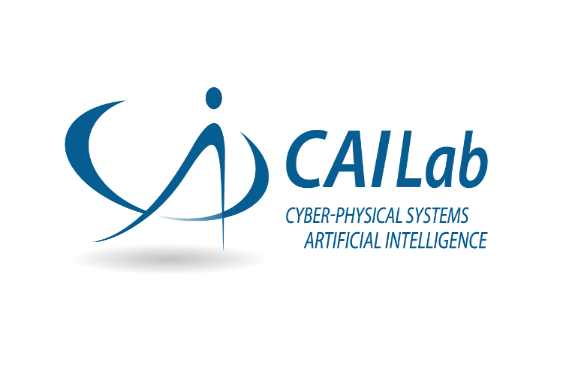 CAILab
CYBER-PHYSICAL SYSTEMS
ARTIFICIAL INTELLIGENCE